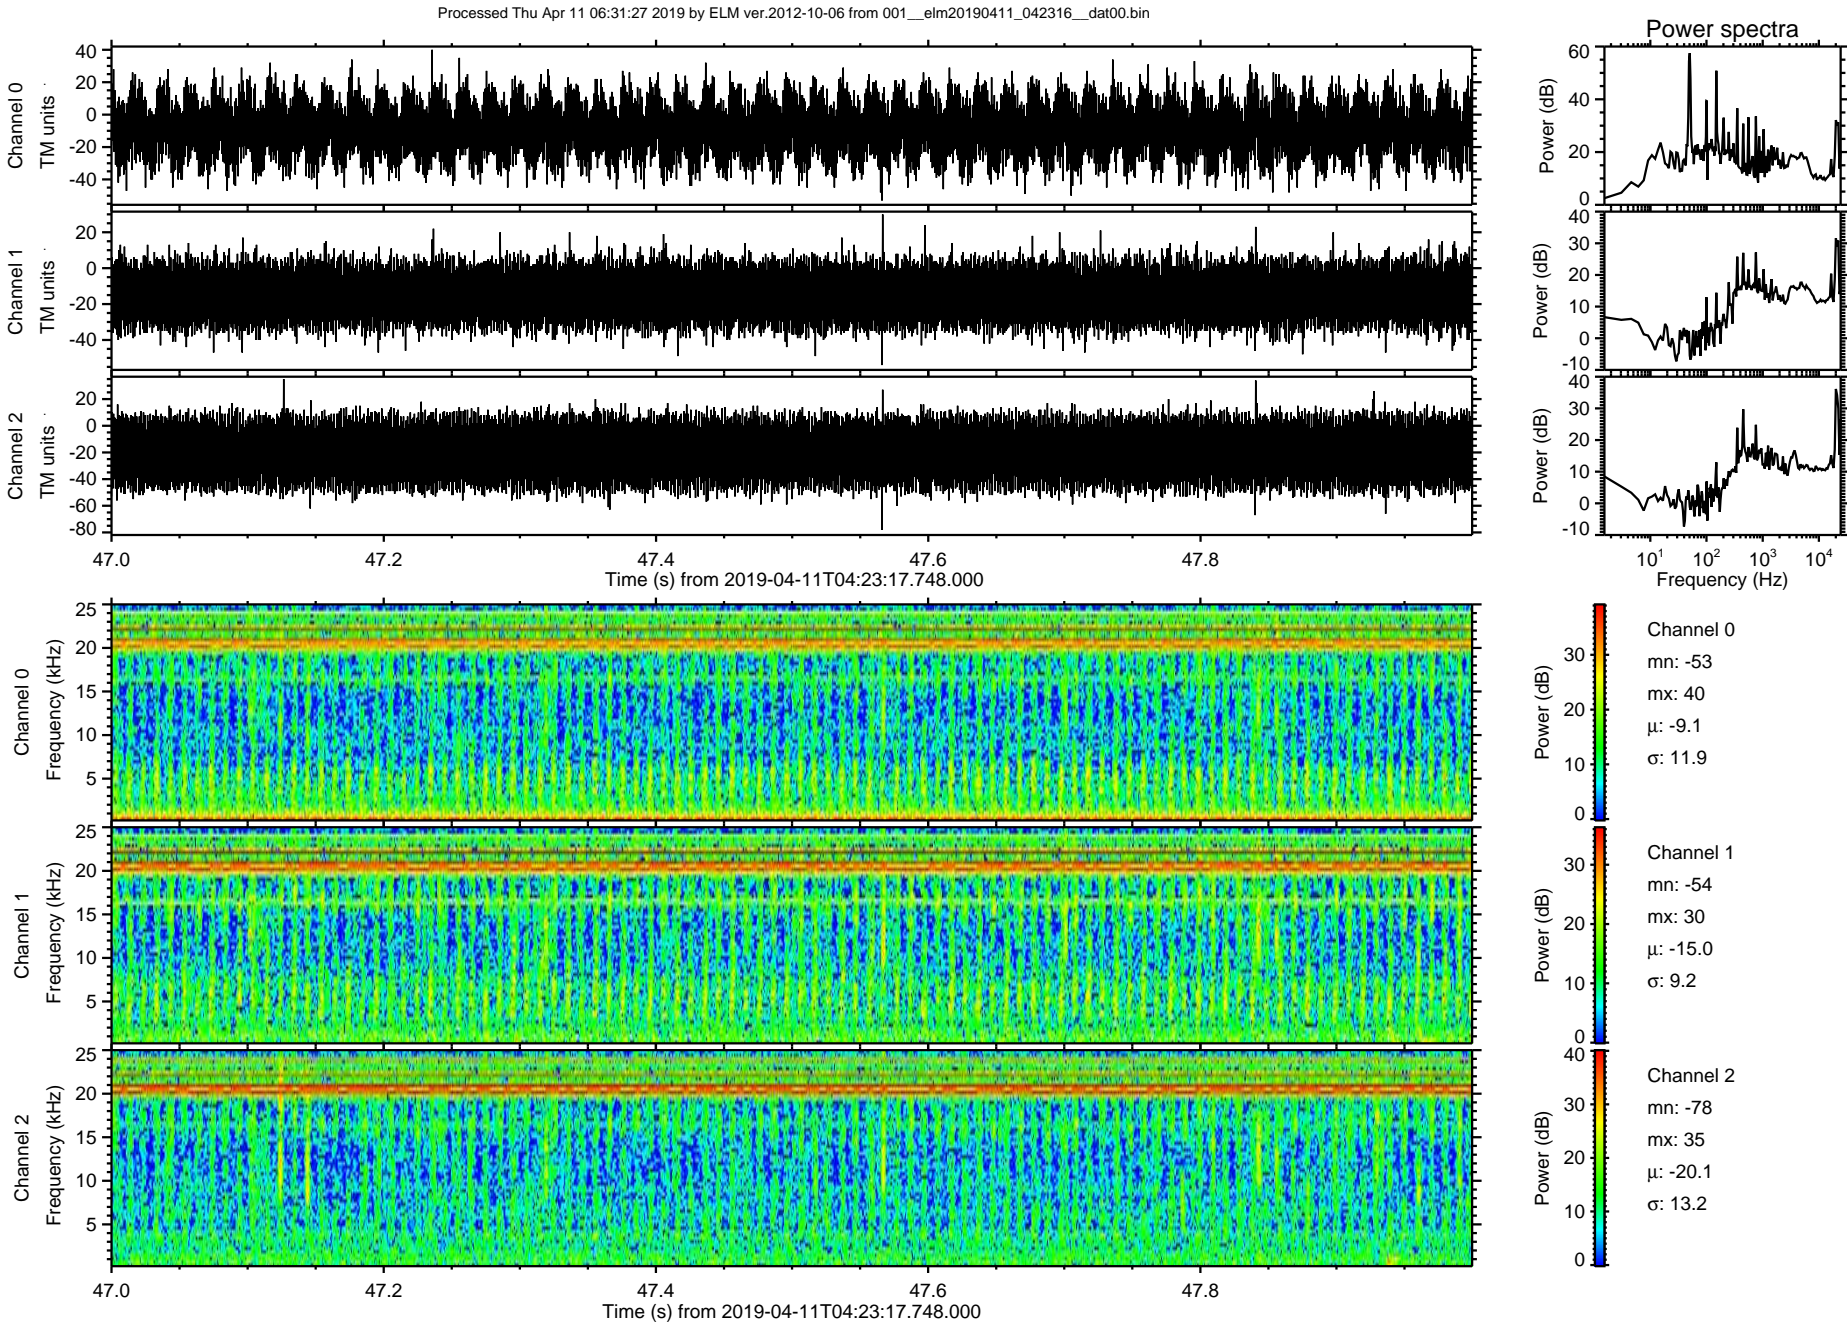 Processed Thu Apr 11 06:31:27 2019 by ELM ver.2012-10-06 from 001__elm20190411_042316__dat00.bin
Power spectra
Channel 0
TM units
40
20
0
-20
-40
Power (dB)
60
40
20
0
Channel 1
TM units
20
0
-20
-40
Power (dB)
40
30
20
10
0
-10
Channel 2
TM units
20
0
-20
-40
-60
-80
Power (dB)
40
30
20
10
0
-10
47.0 47.2 47.4 47.6 47.8
Time (s) from 2019-04-11T04:23:17.748.000
10^1 10^2 10^3 10^4
Frequency (Hz)
Channel 0
Frequency (kHz)
25
20
15
10
5
Power (dB)
30
20
10
0
Channel 0
mn: -53
mx: 40
μ: -9.1
σ: 11.9
Channel 1
Frequency (kHz)
25
20
15
10
5
Power (dB)
30
20
10
0
Channel 1
mn: -54
mx: 30
μ: -15.0
σ: 9.2
Channel 2
Frequency (kHz)
25
20
15
10
5
Power (dB)
40
30
20
10
0
Channel 2
mn: -78
mx: 35
μ: -20.1
σ: 13.2
47.0 47.2 47.4 47.6 47.8
Time (s) from 2019-04-11T04:23:17.748.000